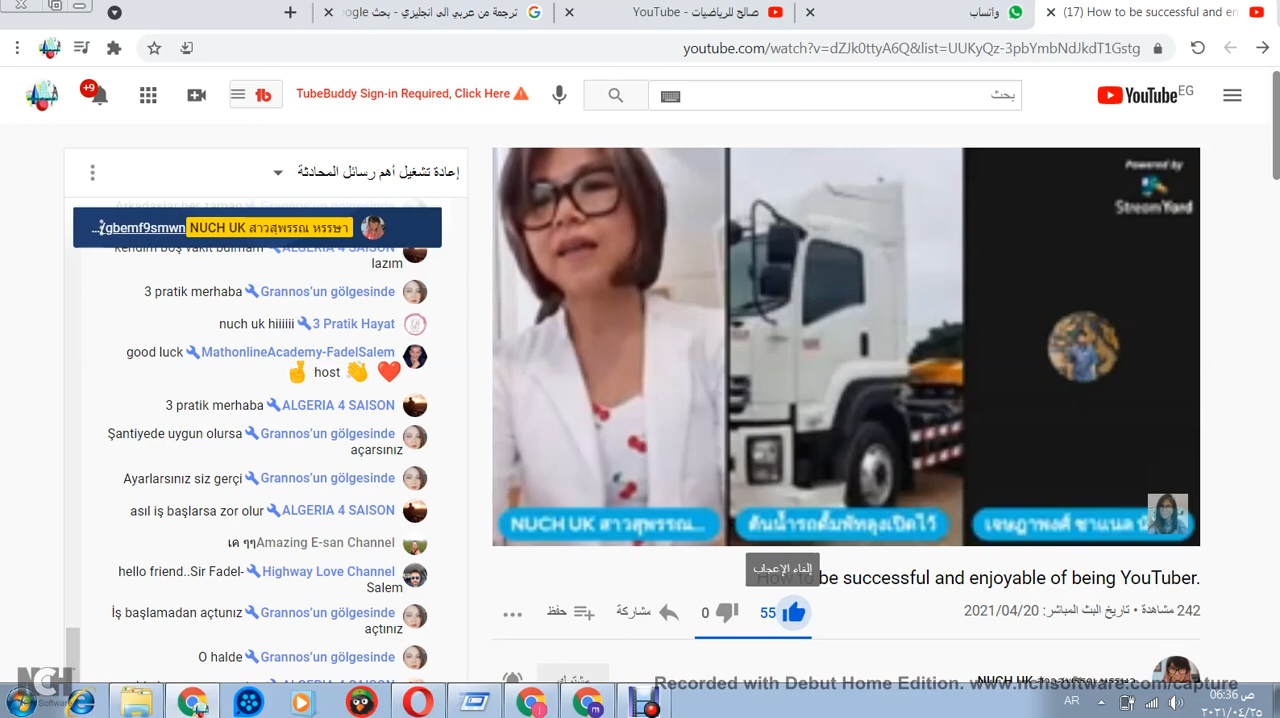 ترجمة من عربي الى انجليزي - بحث Google
صالح للرياضيات - YouTube
واتساب
(17) How to be successful and en
youtube.com/watch?v=dZJk0ttyA6Q&list=UUKyQz-3pbYmbNdJkdT1Gstg
+9
TubeBuddy Sign-in Required, Click Here
بحث
YouTube EG
إعادة تشغيل أهم رسائل المحادثة
NUCH UK สาวสุพรรณ หรรษา
lazım
3 pratik merhaba Grannos'un gölgesinde
nuch uk hiiiiii 3 Pratik Hayat
good luck MathonlineAcademy-FadelSalem
host
3 pratik merhaba ALGERIA 4 SAISON
Şantiyede uygun olursa Grannos'un gölgesinde
açarsınız
Ayarlarsınız siz gerçi Grannos'un gölgesinde
asıl iş başlarsa zor olur ALGERIA 4 SAISON
เค ๆๆ Amazing E-san Channel
hello friend..Sir Fadel- Highway Love Channel
Salem
İş başlamadan açtınız Grannos'un gölgesinde
açtınız
O halde Grannos'un gölgesinde
Powered by
StreamYard
NUCH UK สาวสุพรรณ...
إلغاء الإعجاب
How to be successful and enjoyable of being YouTuber.
242 مشاهدة • تاريخ البث المباشر: 2021/04/20
55
0
مشاركة
حفظ
NCH
Recorded with Debut Home Edition. www.nchsoftware.com/capture
AR
06:36 ص
٢٠٢١/٠٤/٢٥